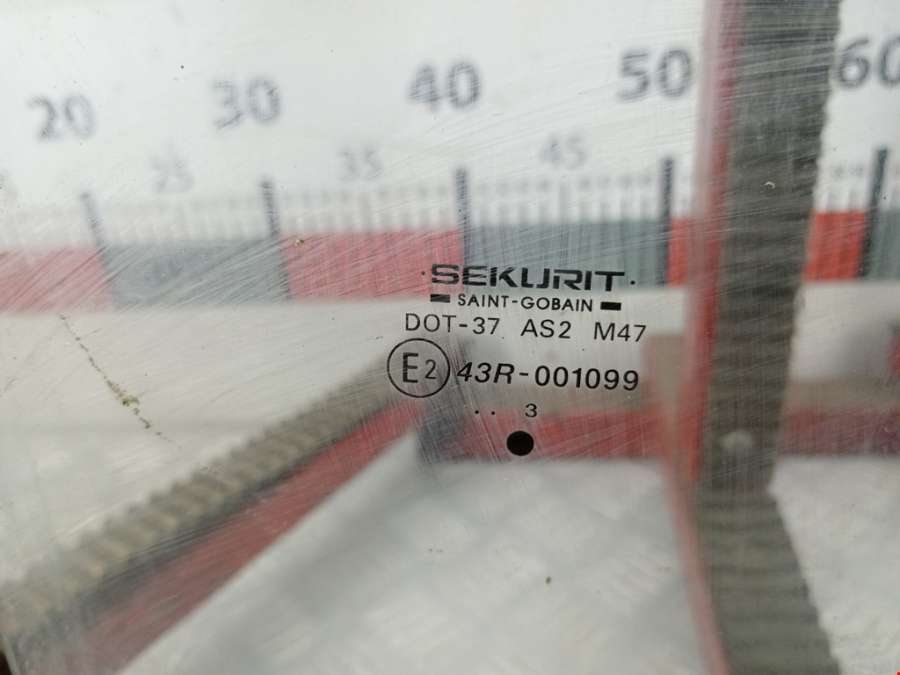 20 30 40 50 60
25 35 45
SEKURIT
SAINT-GOBAIN
DOT-37 AS2 M47
E2 43R-001099
.. 3